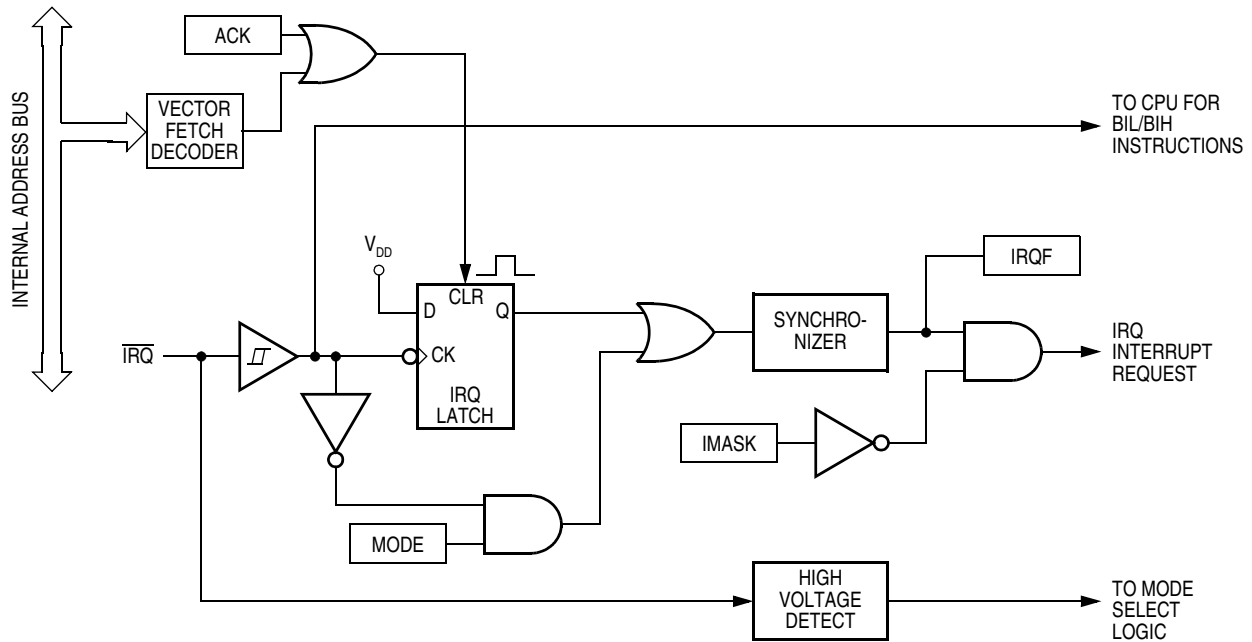 INTERNAL ADDRESS BUS
ACK
VECTOR
FETCH
DECODER
TO CPU FOR
BIL/BIH
INSTRUCTIONS
VDD
CLR
D
Q
CK
IRQ
LATCH
IRQ
SYNCHRO-
NIZER
IRQF
IRQ
INTERRUPT
REQUEST
IMASK
MODE
HIGH
VOLTAGE
DETECT
TO MODE
SELECT
LOGIC